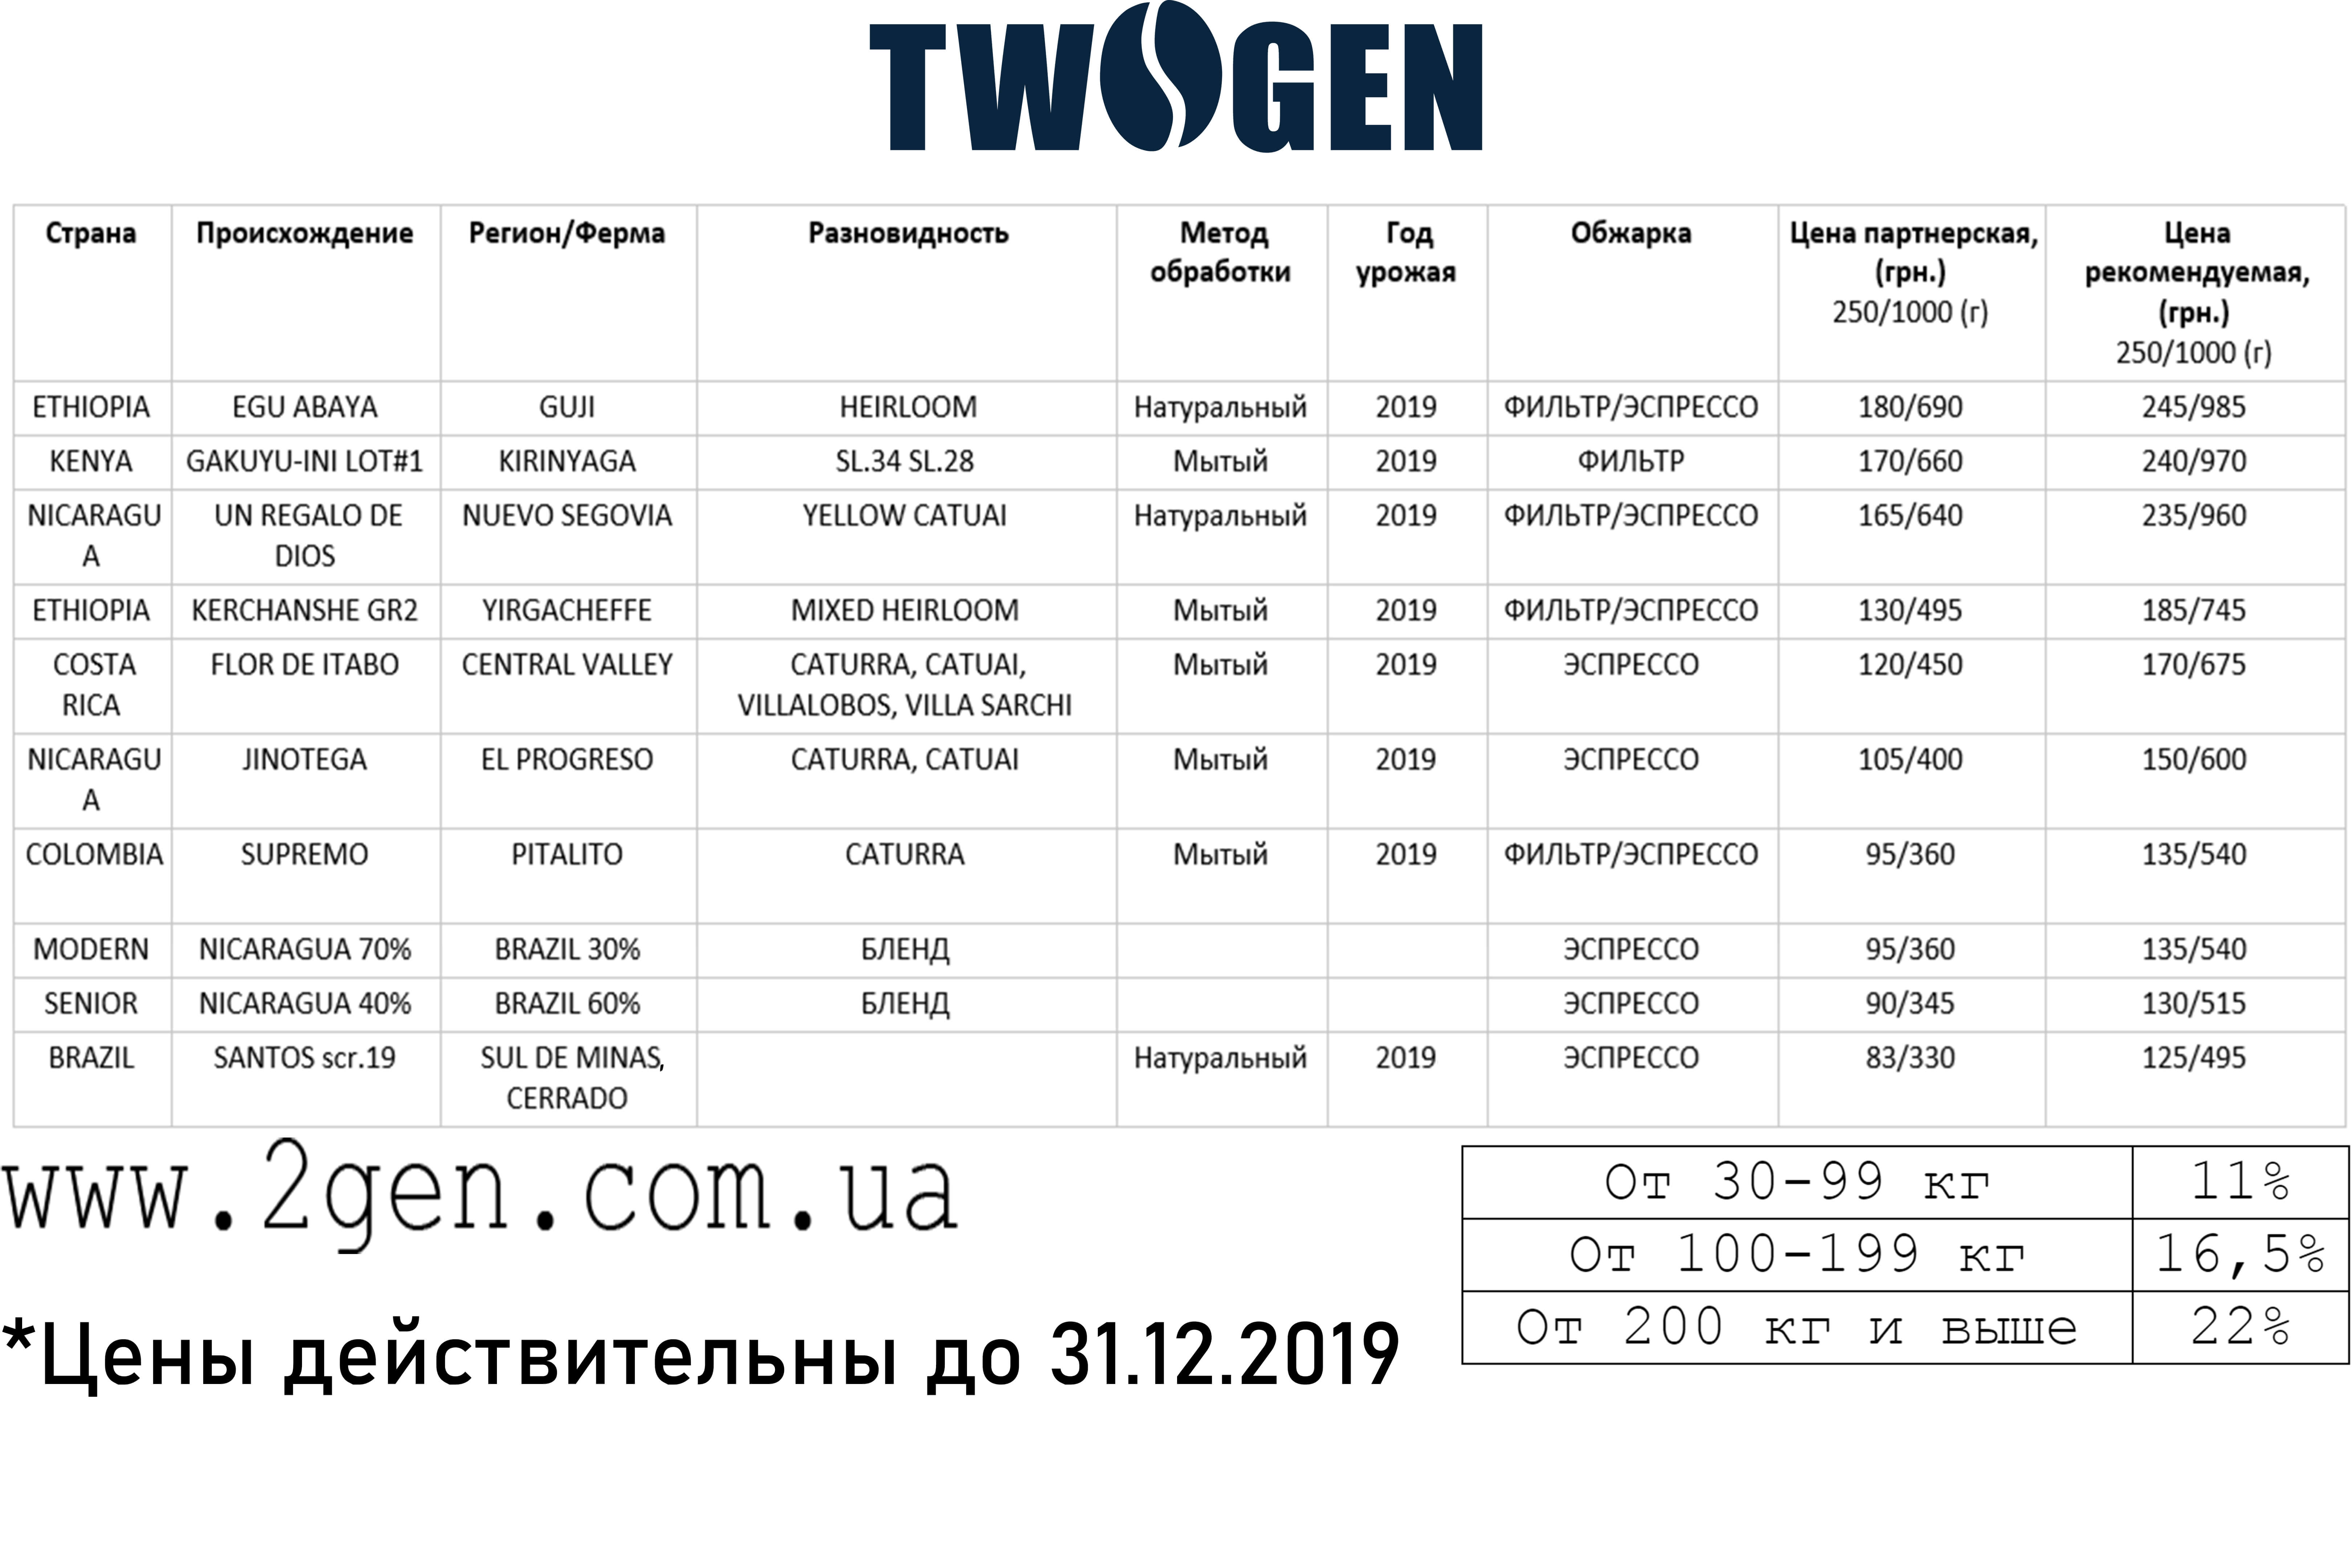 TWOGEN
Страна Происхождение Регион/Ферма Разновидность Метод обработки Год урожая Обжарка Цена партнерская, (грн.) 250/1000 (г) Цена рекомендуемая, (грн.) 250/1000 (г)
ETHIOPIA EGU ABAYA GUJI HEIRLOOM Натуральный 2019 ФИЛЬТР/ЭСПРЕССО 180/690 245/985
KENYA GAKUYU-INI LOT#1 KIRINYAGA SL.34 SL.28 Мытый 2019 ФИЛЬТР 170/660 240/970
NICARAGUA UN REGALO DE DIOS NUEVO SEGOVIA YELLOW CATUAI Натуральный 2019 ФИЛЬТР/ЭСПРЕССО 165/640 235/960
ETHIOPIA KERCHANSHE GR2 YIRGACHEFFE MIXED HEIRLOOM Мытый 2019 ФИЛЬТР/ЭСПРЕССО 130/495 185/745
COSTA RICA FLOR DE ITABO CENTRAL VALLEY CATURRA, CATUAI, VILLALOBOS, VILLA SARCHI Мытый 2019 ЭСПРЕССО 120/450 170/675
NICARAGUA JINOTEGA EL PROGRESO CATURRA, CATUAI Мытый 2019 ЭСПРЕССО 105/400 150/600
COLOMBIA SUPREMO PITALITO CATURRA Мытый 2019 ФИЛЬТР/ЭСПРЕССО 95/360 135/540
MODERN NICARAGUA 70% BRAZIL 30% БЛЕНД ЭСПРЕССО 95/360 135/540
SENIOR NICARAGUA 40% BRAZIL 60% БЛЕНД ЭСПРЕССО 90/345 130/515
BRAZIL SANTOS scr.19 SUL DE MINAS, CERRADO Натуральный 2019 ЭСПРЕССО 83/330 125/495
www.2gen.com.ua
*Цены действительны до 31.12.2019
От 30-99 кг 11%
От 100-199 кг 16,5%
От 200 кг и выше 22%